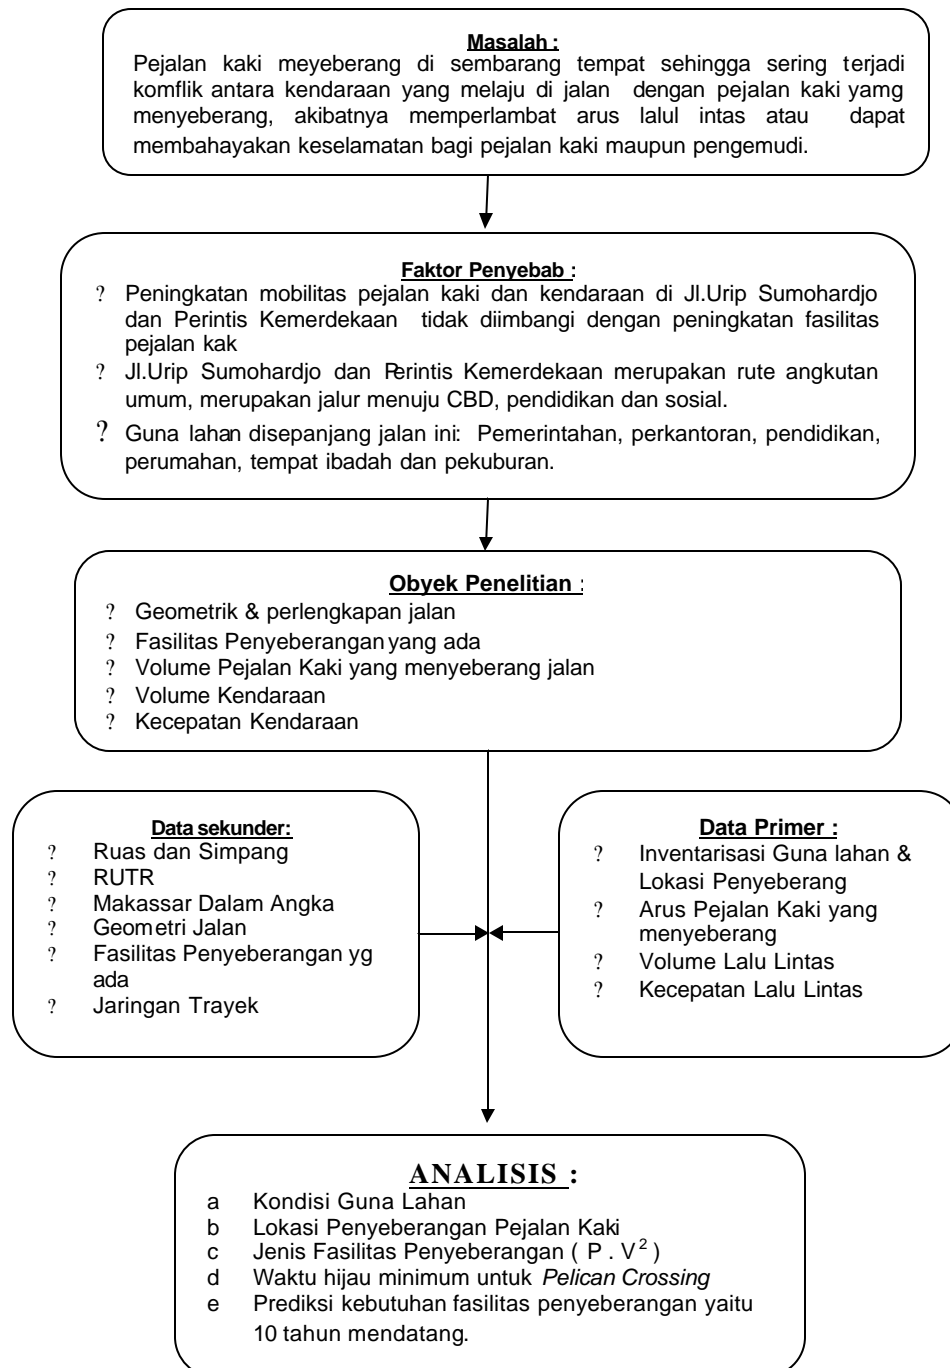 Masalah :
Pejalan kaki meyeberang di sembarang tempat sehingga sering terjadi
komflik antara kendaraan yang melaju di jalan dengan pejalan kaki yamg
menyeberang, akibatnya memperlambat arus lalul intas atau dapat
membahayakan keselamatan bagi pejalan kaki maupun pengemudi.
Faktor Penyebab :
? Peningkatan mobilitas pejalan kaki dan kendaraan di Jl.Urip Sumohardjo
dan Perintis Kemerdekaan tidak diimbangi dengan peningkatan fasilitas
pejalan kak
? Jl.Urip Sumohardjo dan Perintis Kemerdekaan merupakan rute angkutan
umum, merupakan jalur menuju CBD, pendidikan dan sosial.
? Guna lahan disepanjang jalan ini: Pemerintahan, perkantoran, pendidikan,
perumahan, tempat ibadah dan pekuburan.
Obyek Penelitian :
? Geometrik & perlengkapan jalan
? Fasilitas Penyeberangan yang ada
? Volume Pejalan Kaki yang menyeberang jalan
? Volume Kendaraan
? Kecepatan Kendaraan
Data sekunder:
? Ruas dan Simpang
? RUTR
? Makassar Dalam Angka
? Geometri Jalan
? Fasilitas Penyeberangan yg
ada
? Jaringan Trayek
Data Primer :
? Inventarisasi Guna lahan &
Lokasi Penyeberang
? Arus Pejalan Kaki yang
menyeberang
? Volume Lalu Lintas
? Kecepatan Lalu Lintas
ANALISIS :
a Kondisi Guna Lahan
b Lokasi Penyeberangan Pejalan Kaki
c Jenis Fasilitas Penyeberangan ( P . V² )
d Waktu hijau minimum untuk Pelican Crossing
e Prediksi kebutuhan fasilitas penyeberangan yaitu
10 tahun mendatang.